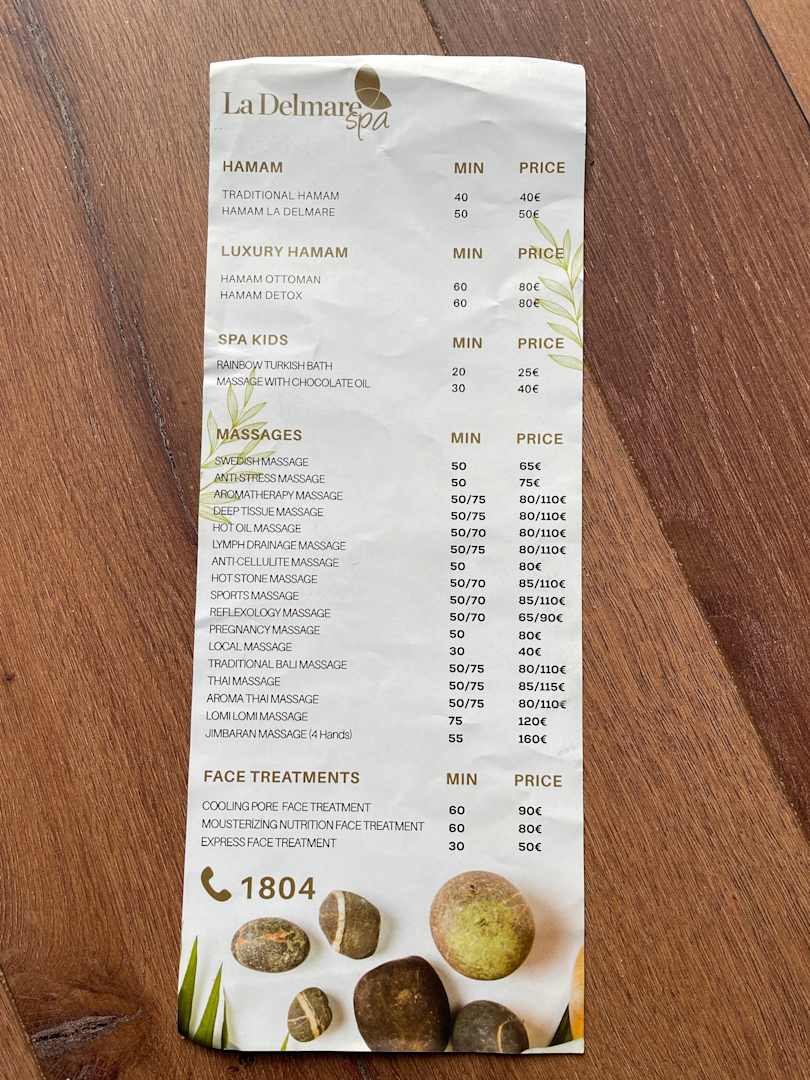 La Delmare
spa
HAMAM MIN PRICE
TRADITIONAL HAMAM 40 40€
HAMAM LA DELMARE 50 50€
LUXURY HAMAM MIN PRICE
HAMAM OTTOMAN 60 80€
HAMAM DETOX 60 80€
SPA KIDS MIN PRICE
RAINBOW TURKISH BATH 20 25€
MASSAGE WITH CHOCOLATE OIL 30 40€
MASSAGES MIN PRICE
SWEDISH MASSAGE 50 65€
ANTI-STRESS MASSAGE 50 75€
AROMATHERAPY MASSAGE 50/75 80/110€
DEEP TISSUE MASSAGE 50/75 80/110€
HOT OIL MASSAGE 50/70 80/110€
LYMPH DRAINAGE MASSAGE 50/75 80/110€
ANTI CELLULITE MASSAGE 50 80€
HOT STONE MASSAGE 50/70 85/110€
SPORTS MASSAGE 50/70 85/110€
REFLEXOLOGY MASSAGE 50/70 65/90€
PREGNANCY MASSAGE 50 80€
LOCAL MASSAGE 30 40€
TRADITIONAL BALI MASSAGE 50/75 80/110€
THAI MASSAGE 50/75 85/115€
AROMA THAI MASSAGE 50/75 80/110€
LOMI LOMI MASSAGE 75 120€
JIMBARAN MASSAGE (4 Hands) 55 160€
FACE TREATMENTS MIN PRICE
COOLING PORE FACE TREATMENT 60 90€
MOUSTERIZING NUTRITION FACE TREATMENT 60 80€
EXPRESS FACE TREATMENT 30 50€
1804